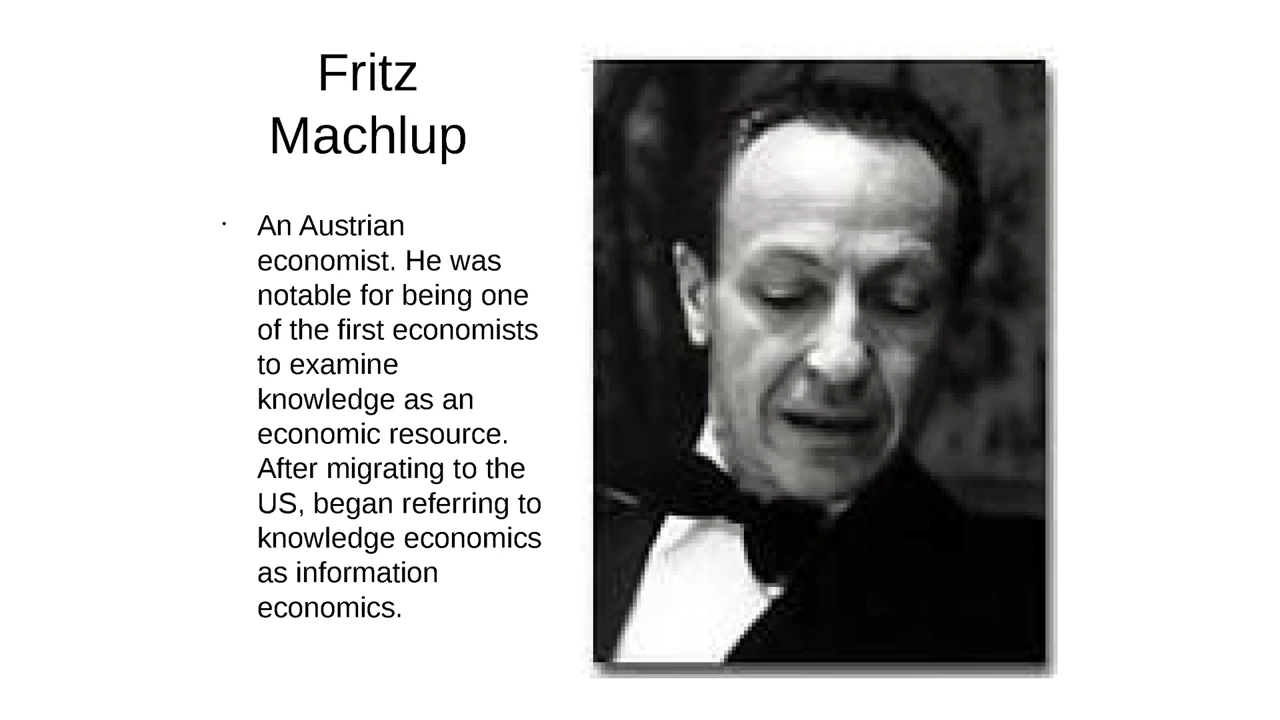 Fritz
Machlup
· An Austrian
economist. He was
notable for being one
of the first economists
to examine
knowledge as an
economic resource.
After migrating to the
US, began referring to
knowledge economics
as information
economics.